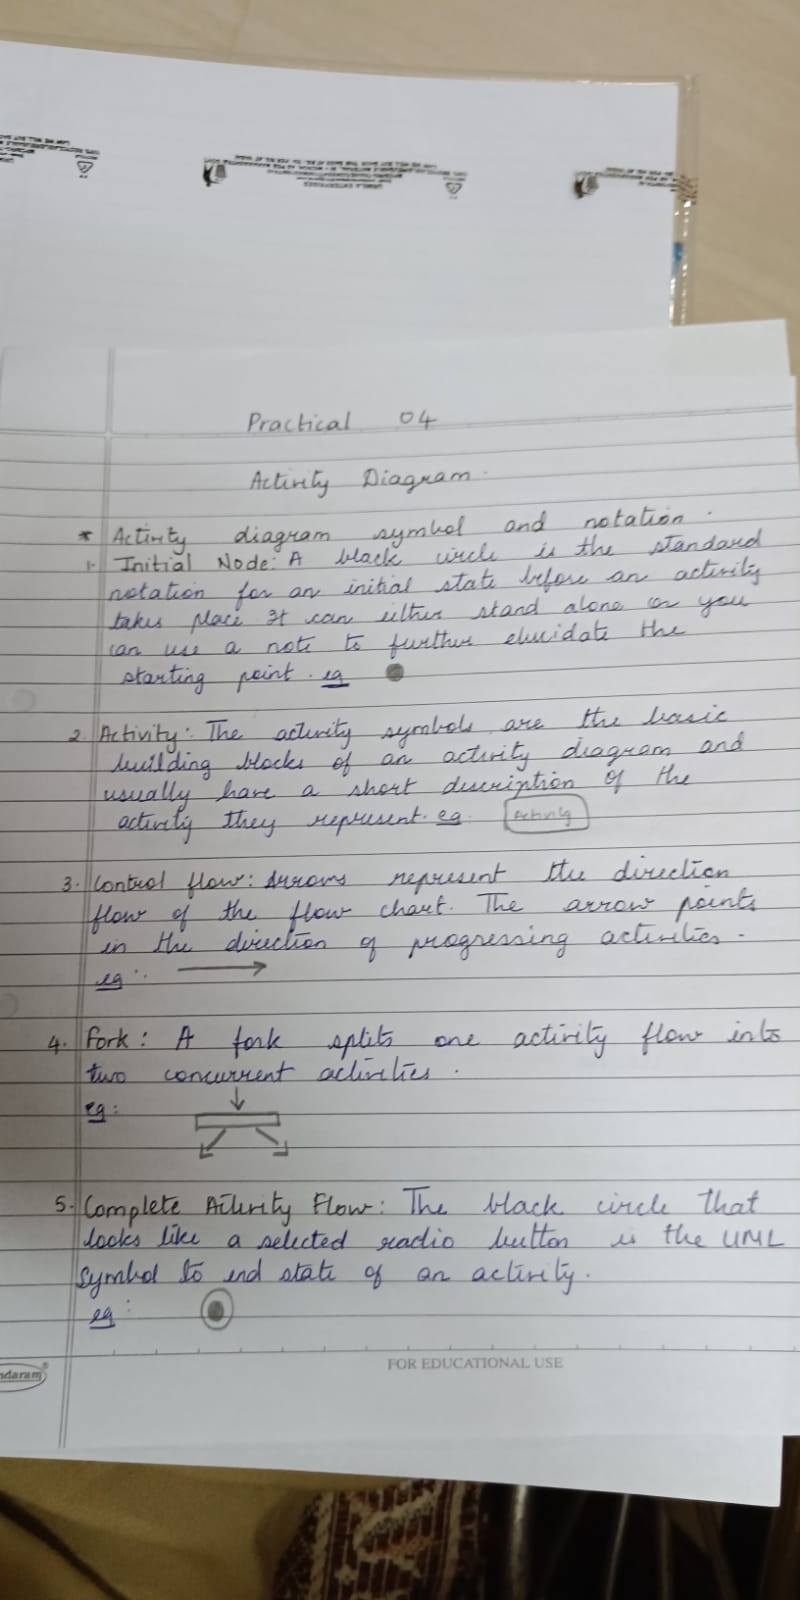 Practical 04
Activity Diagram
* Activity diagram symbol and notation.
1. Initial Node: A black circle is the standard
notation for an initial state before an activity
takes place It can either stand alone or you
can use a note to further elucidate the
starting point. eg
2. Activity: The activity symbols are the basic
building blocks of an activity diagram and
usually have a short description of the
activity they represent. eg. Activity
3. Control flow: Arrows represent the direction
flow of the flow chart. The arrow points
in the direction of progressing activities.
eg:
4. Fork: A fork splits one activity flow into
two concurrent activities.
eg:
5. Complete Activity Flow: The black circle that
looks like a selected radio button is the UML
symbol to end state of an activity.
eg:
ndaram®
FOR EDUCATIONAL USE